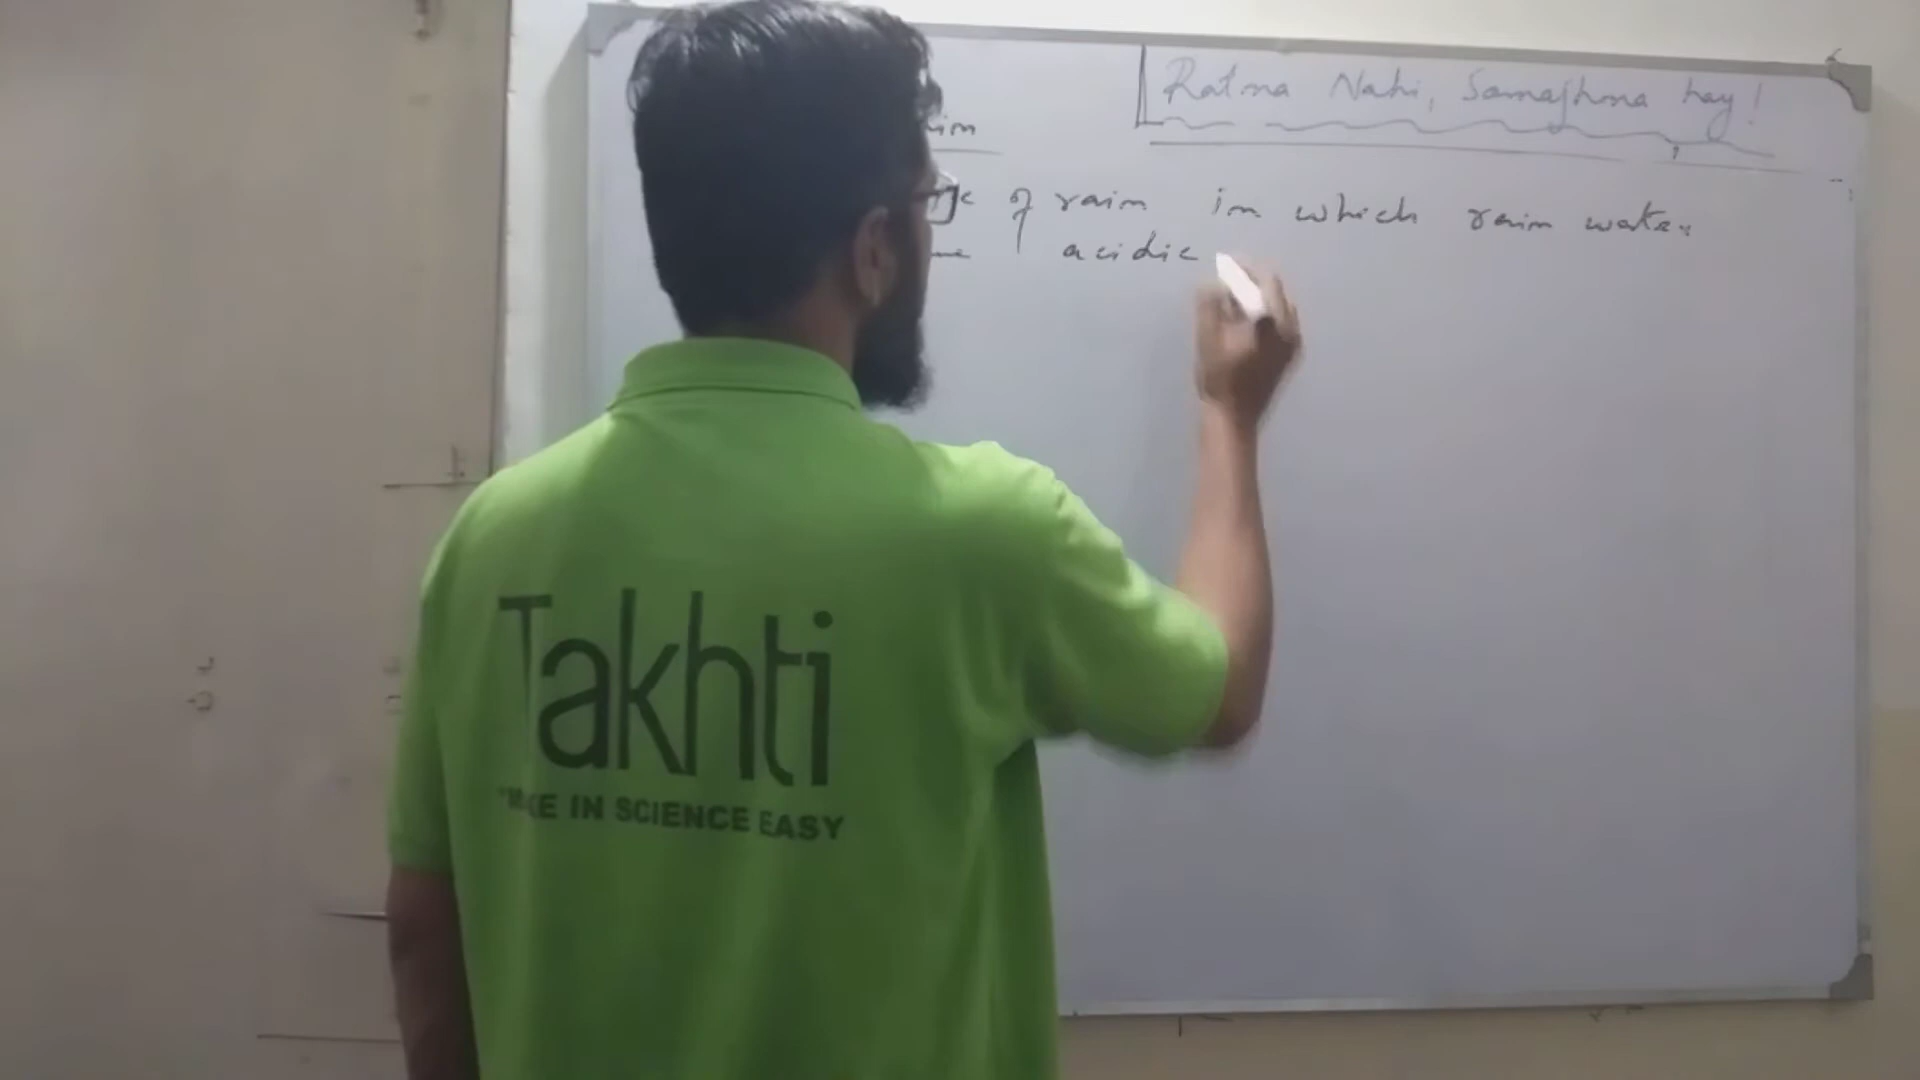 Ratna Nahi, Samajhna hay!
of rain in which rain water
acidic
Takhti
IN SCIENCE EASY